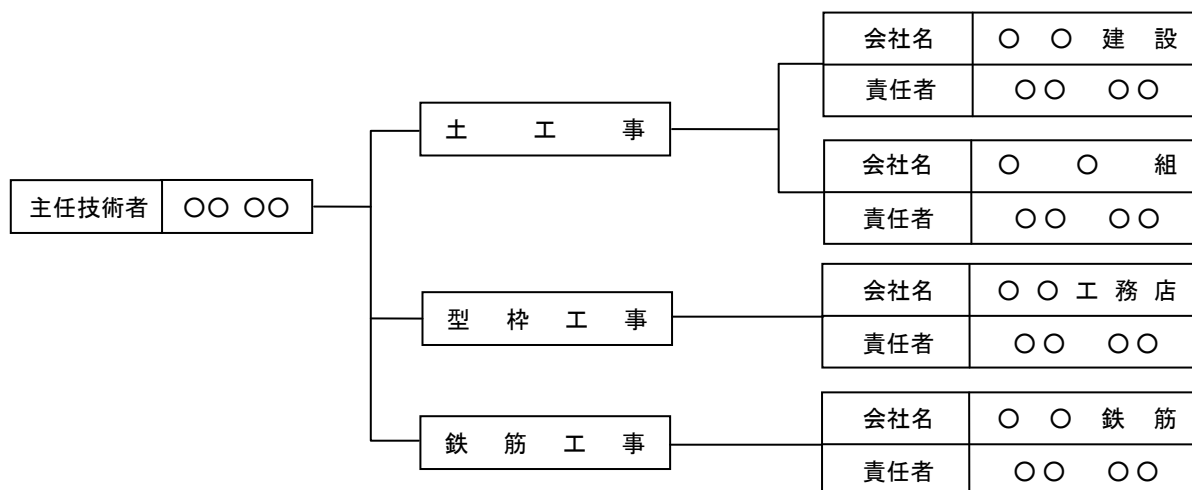 会社名 ○ ○ 建 設
責任者 ○○ ○○
土 工 事
会社名 ○ ○ 組
責任者 ○○ ○○
主任技術者 ○○ ○○
会社名 ○ ○ 工 務 店
型 枠 工 事
責任者 ○○ ○○
会社名 ○ ○ 鉄 筋
鉄 筋 工 事
責任者 ○○ ○○